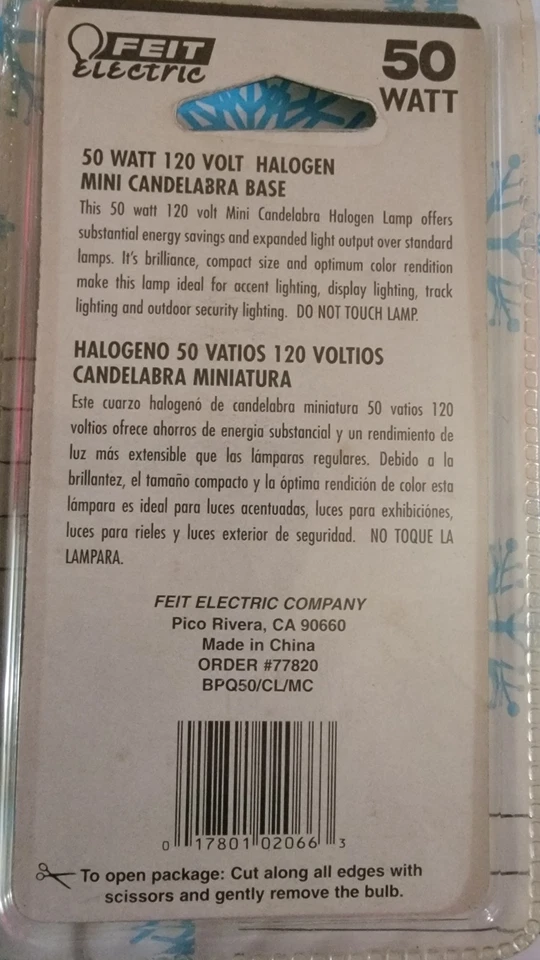 FEIT
ELECTRIC
50
WATT
50 WATT 120 VOLT HALOGEN
MINI CANDELABRA BASE
This 50 watt 120 volt Mini Candelabra Halogen Lamp offers
substantial energy savings and expanded light output over standard
lamps. It's brilliance, compact size and optimum color rendition
make this lamp ideal for accent lighting, display lighting, track
lighting and outdoor security lighting. DO NOT TOUCH LAMP.
HALOGENO 50 VATIOS 120 VOLTIOS
CANDELABRA MINIATURA
Este cuarzo halogenó de candelabra miniatura 50 vatios 120
voltios ofrece ahorros de energia substancial y un rendimiento de
luz más extensible que las lámparas regulares. Debido a la
brillantez, el tamaño compacto y la óptima rendición de color esta
lámpara es ideal para luces acentuadas, luces para exhibiciónes,
luces para rieles y luces exterior de seguridad. NO TOQUE LA
LAMPARA.
FEIT ELECTRIC COMPANY
Pico Rivera, CA 90660
Made in China
ORDER #77820
BPQ50/CL/MC
0 17801 02066 3
To open package: Cut along all edges with
scissors and gently remove the bulb.